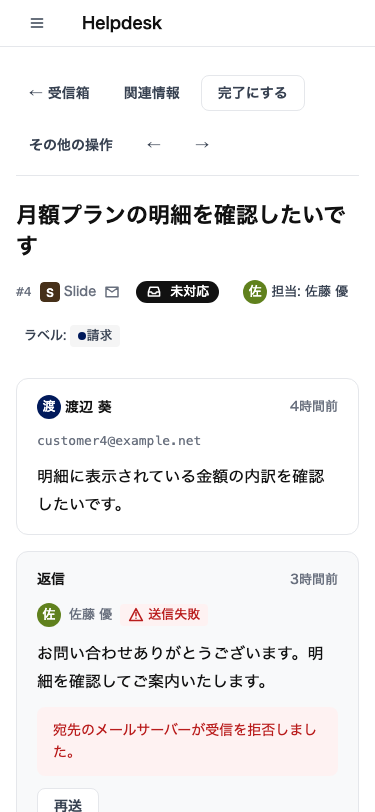 Helpdesk
← 受信箱
関連情報
完了にする
その他の操作
←
→
月額プランの明細を確認したいで
す
#4 S Slide 未対応 佐 担当: 佐藤 優
ラベル: 請求
渡 渡辺 葵 4時間前
customer4@example.net
明細に表示されている金額の内訳を確認
したいです。
返信 3時間前
佐 佐藤 優 送信失敗
お問い合わせありがとうございます。明
細を確認してご案内いたします。
宛先のメールサーバーが受信を拒否しまし
た。
再送